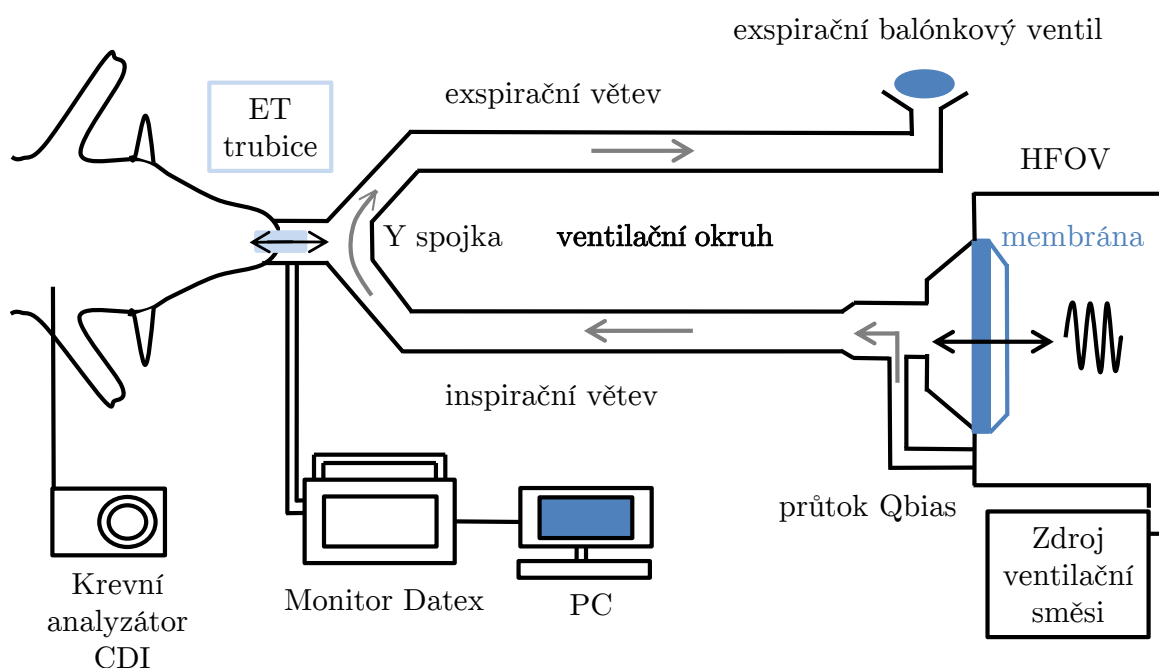 exspirační balónkový ventil
exspirační větev
ET
trubice
HFOV
Y spojka
ventilační okruh
membrána
inspirační větev
průtok Qbias
Zdroj
ventilační
směsi
Krevní
analyzátor
CDI
Monitor Datex
PC